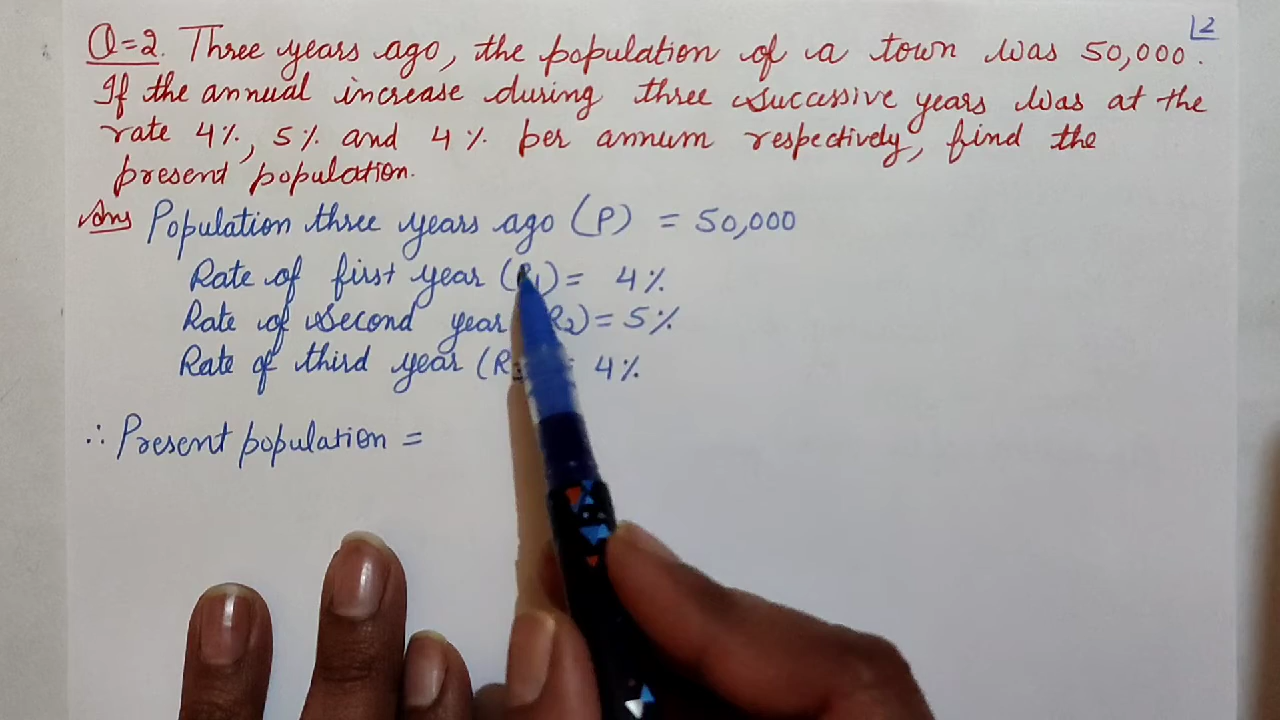 Q=2. Three years ago, the population of a town was 50,000.
If the annual increase during three successive years was at the
rate 4%, 5% and 4% per annum respectively, find the
present population.
Ans Population three years ago (P) = 50,000
Rate of first year (R1) = 4%
Rate of second year R2) = 5%
Rate of third year (R3 = 4%
∴ Present population =
2